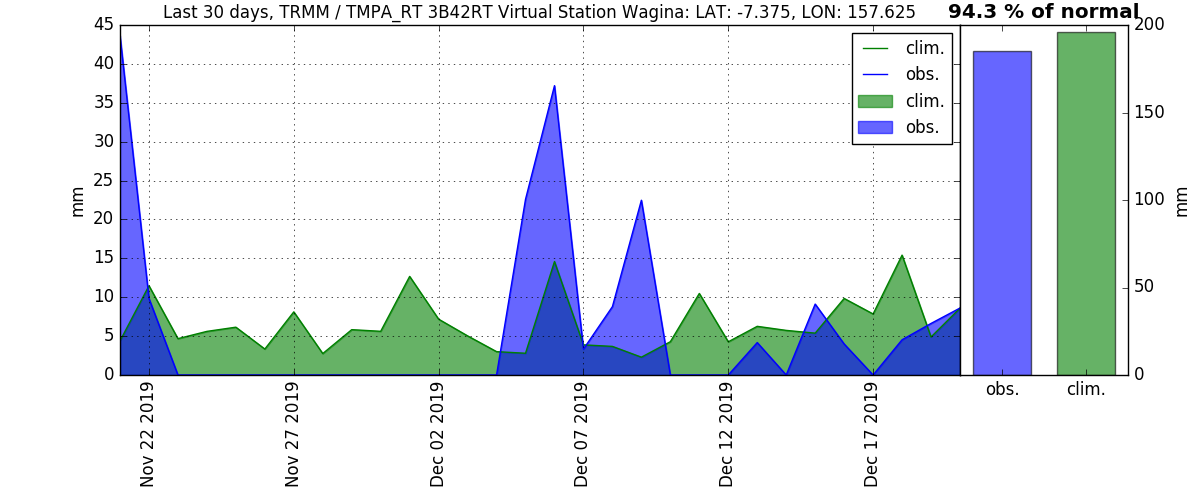 Last 30 days, TRMM / TMPA_RT 3B42RT Virtual Station Wagina: LAT: -7.375, LON: 157.625
94.3 % of normal
45
40
35
30
25
20
15
10
5
0
mm
clim.
obs.
clim.
obs.
200
150
100
50
0
mm
obs.
clim.
Nov 22 2019
Nov 27 2019
Dec 02 2019
Dec 07 2019
Dec 12 2019
Dec 17 2019